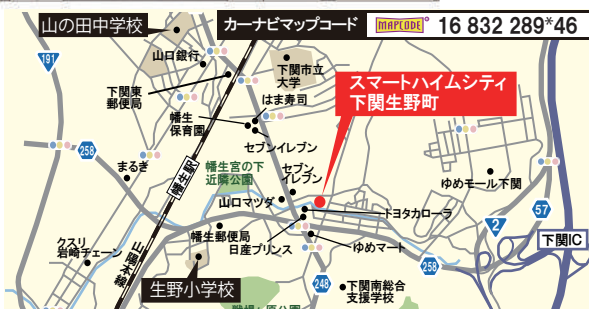 山の田中学校
カーナビマップコード MAPCODE 16 832 289*46
191
山口銀行
下関市立
大学
スマートハイムシティ
下関生野町
下関東
郵便局
はま寿司
幡生
保育園
セブンイレブン
258
まるき
幡生駅
幡生宮の下
近隣公園
セブン
イレブン
ゆめモール下関
山口マツダ
トヨタカローラ
57
2
幡生郵便局
日産プリンス
ゆめマート
下関IC
クスリ
岩崎チェーン
山陽本線
258
生野小学校
248
下関南総合
支援学校